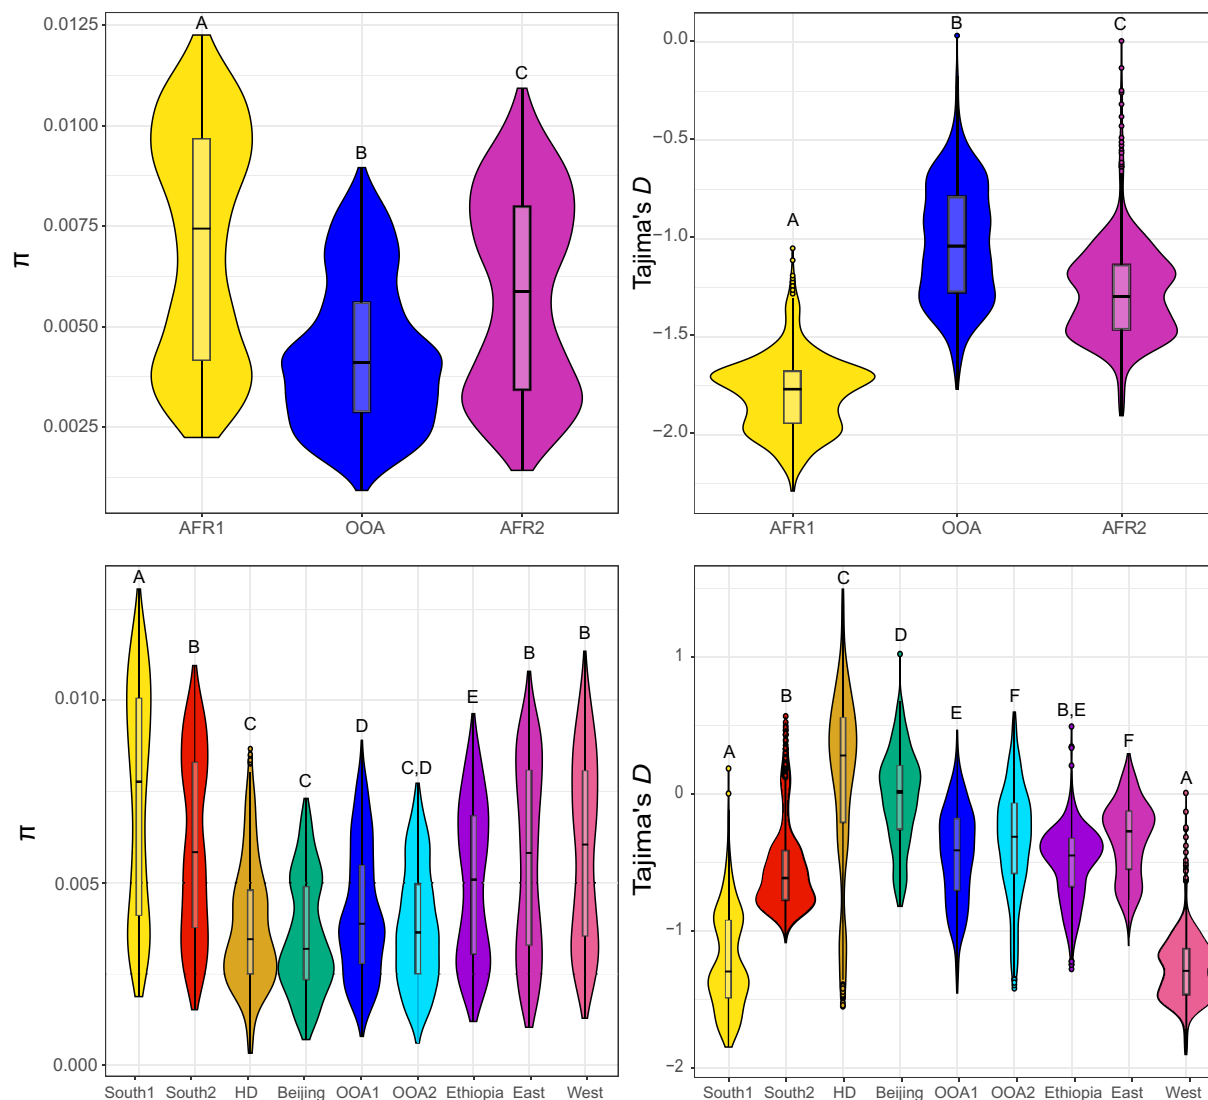 0.0125
0.0100
0.0075
0.0050
0.0025
π
A
B
C
AFR1 OOA AFR2
0.0
−0.5
−1.0
−1.5
−2.0
Tajima's D
A
B
C
AFR1 OOA AFR2
0.010
0.005
0.000
π
A B C C D C,D E B B
South1 South2 HD Beijing OOA1 OOA2 Ethiopia East West
1
0
−1
−2
Tajima's D
A B C D E F B,E F A
South1 South2 HD Beijing OOA1 OOA2 Ethiopia East West